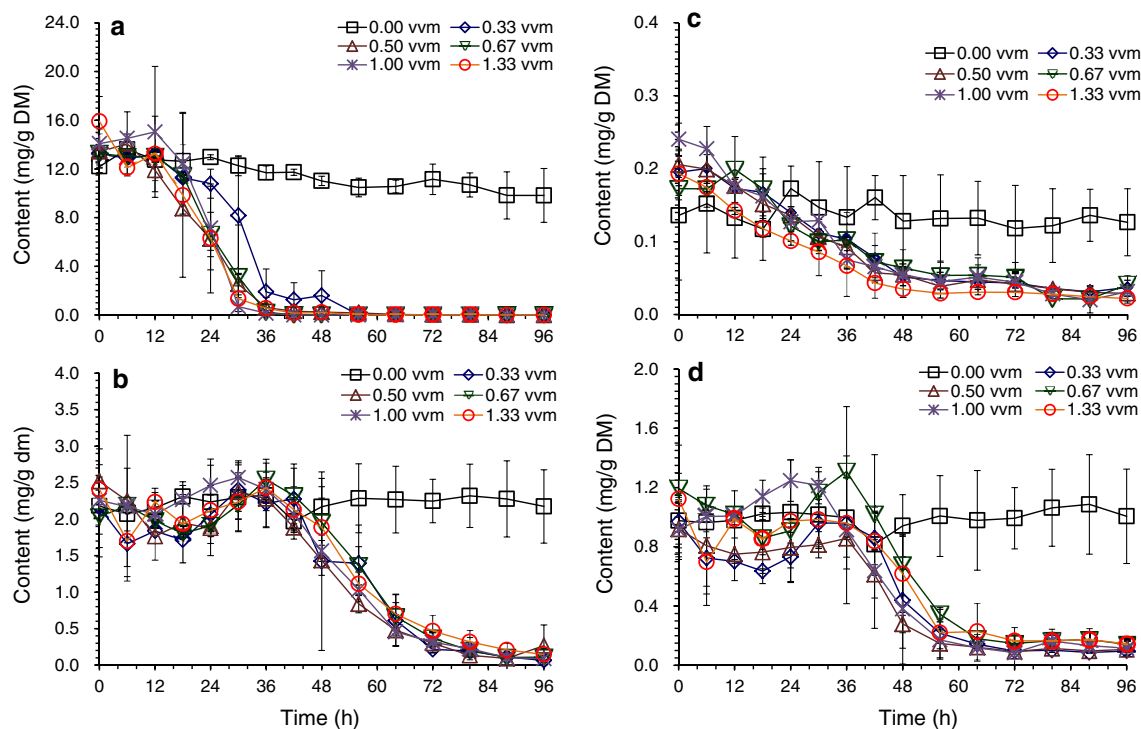 a
24.0
20.0
16.0
12.0
8.0
4.0
0.0
Content (mg/g DM)
0.00 vvm 0.33 vvm
0.50 vvm 0.67 vvm
1.00 vvm 1.33 vvm
0 12 24 36 48 60 72 84 96
c
0.4
0.3
0.2
0.1
0.0
Content (mg/g DM)
0.00 vvm 0.33 vvm
0.50 vvm 0.67 vvm
1.00 vvm 1.33 vvm
0 12 24 36 48 60 72 84 96
b
4.0
3.5
3.0
2.5
2.0
1.5
1.0
0.5
0.0
Content (mg/g dm)
0.00 vvm 0.33 vvm
0.50 vvm 0.67 vvm
1.00 vvm 1.33 vvm
0 12 24 36 48 60 72 84 96
Time (h)
d
2.0
1.6
1.2
0.8
0.4
0.0
Content (mg/g DM)
0.00 vvm 0.33 vvm
0.50 vvm 0.67 vvm
1.00 vvm 1.33 vvm
0 12 24 36 48 60 72 84 96
Time (h)